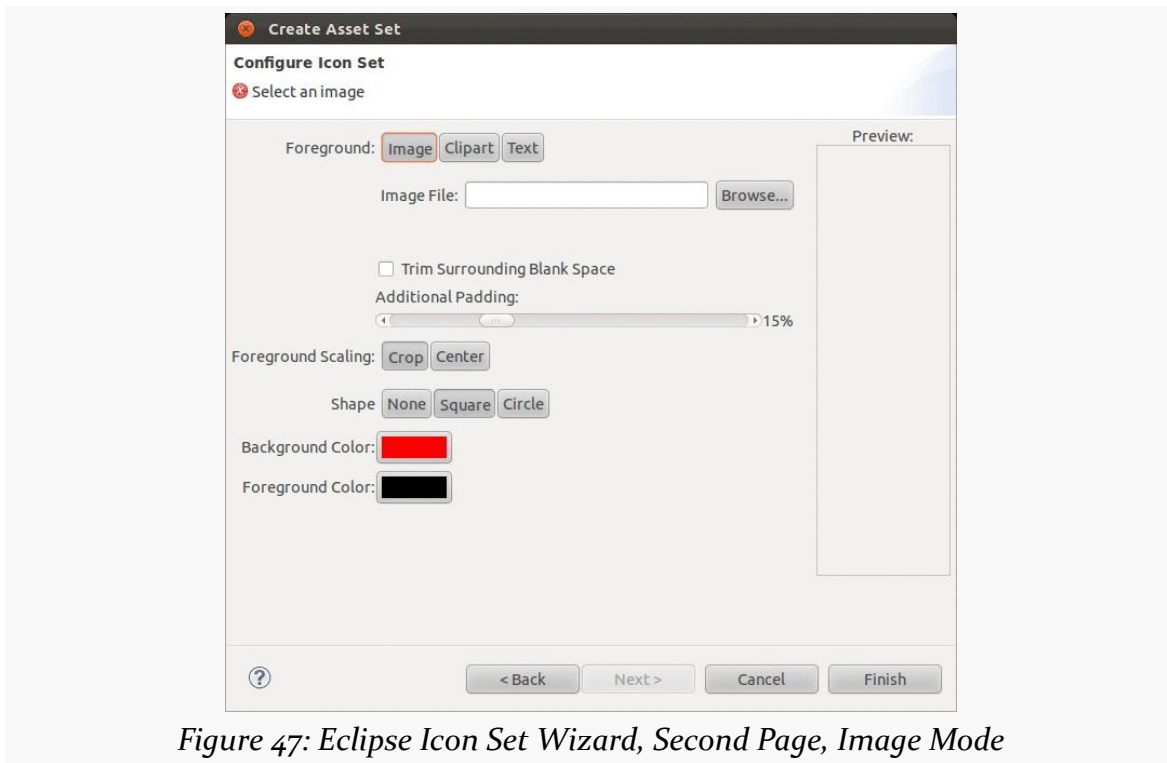 Create Asset Set
Configure Icon Set
Select an image
Foreground: Image Clipart Text
Preview:
Image File: Browse...
Trim Surrounding Blank Space
Additional Padding:
15%
Foreground Scaling: Crop Center
Shape None Square Circle
Background Color:
Foreground Color:
? < Back Next > Cancel Finish
Figure 47: Eclipse Icon Set Wizard, Second Page, Image Mode